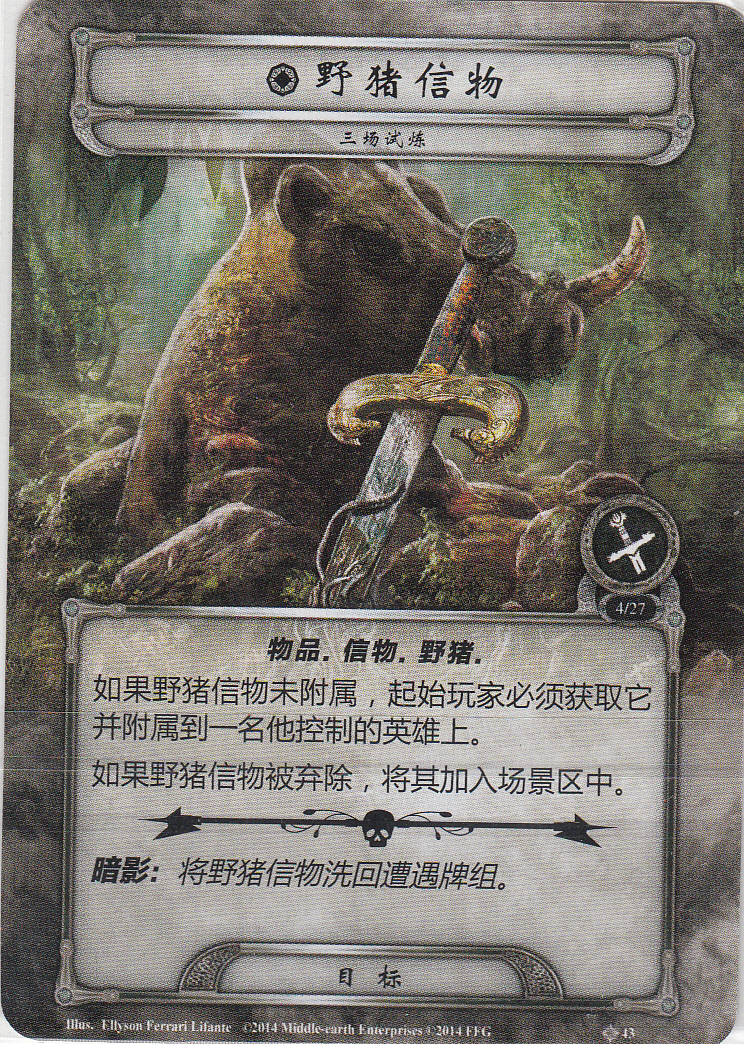 野猪信物
三场试炼
4/27
物品. 信物. 野猪.
如果野猪信物未附属，起始玩家必须获取它
并附属到一名他控制的英雄上。
如果野猪信物被弃除，将其加入场景区中。
暗影: 将野猪信物洗回遭遇牌组。
目标
Illus. Ellyson Ferrari Lifante ©2014 Middle-earth Enterprises ©2014 FFG 43